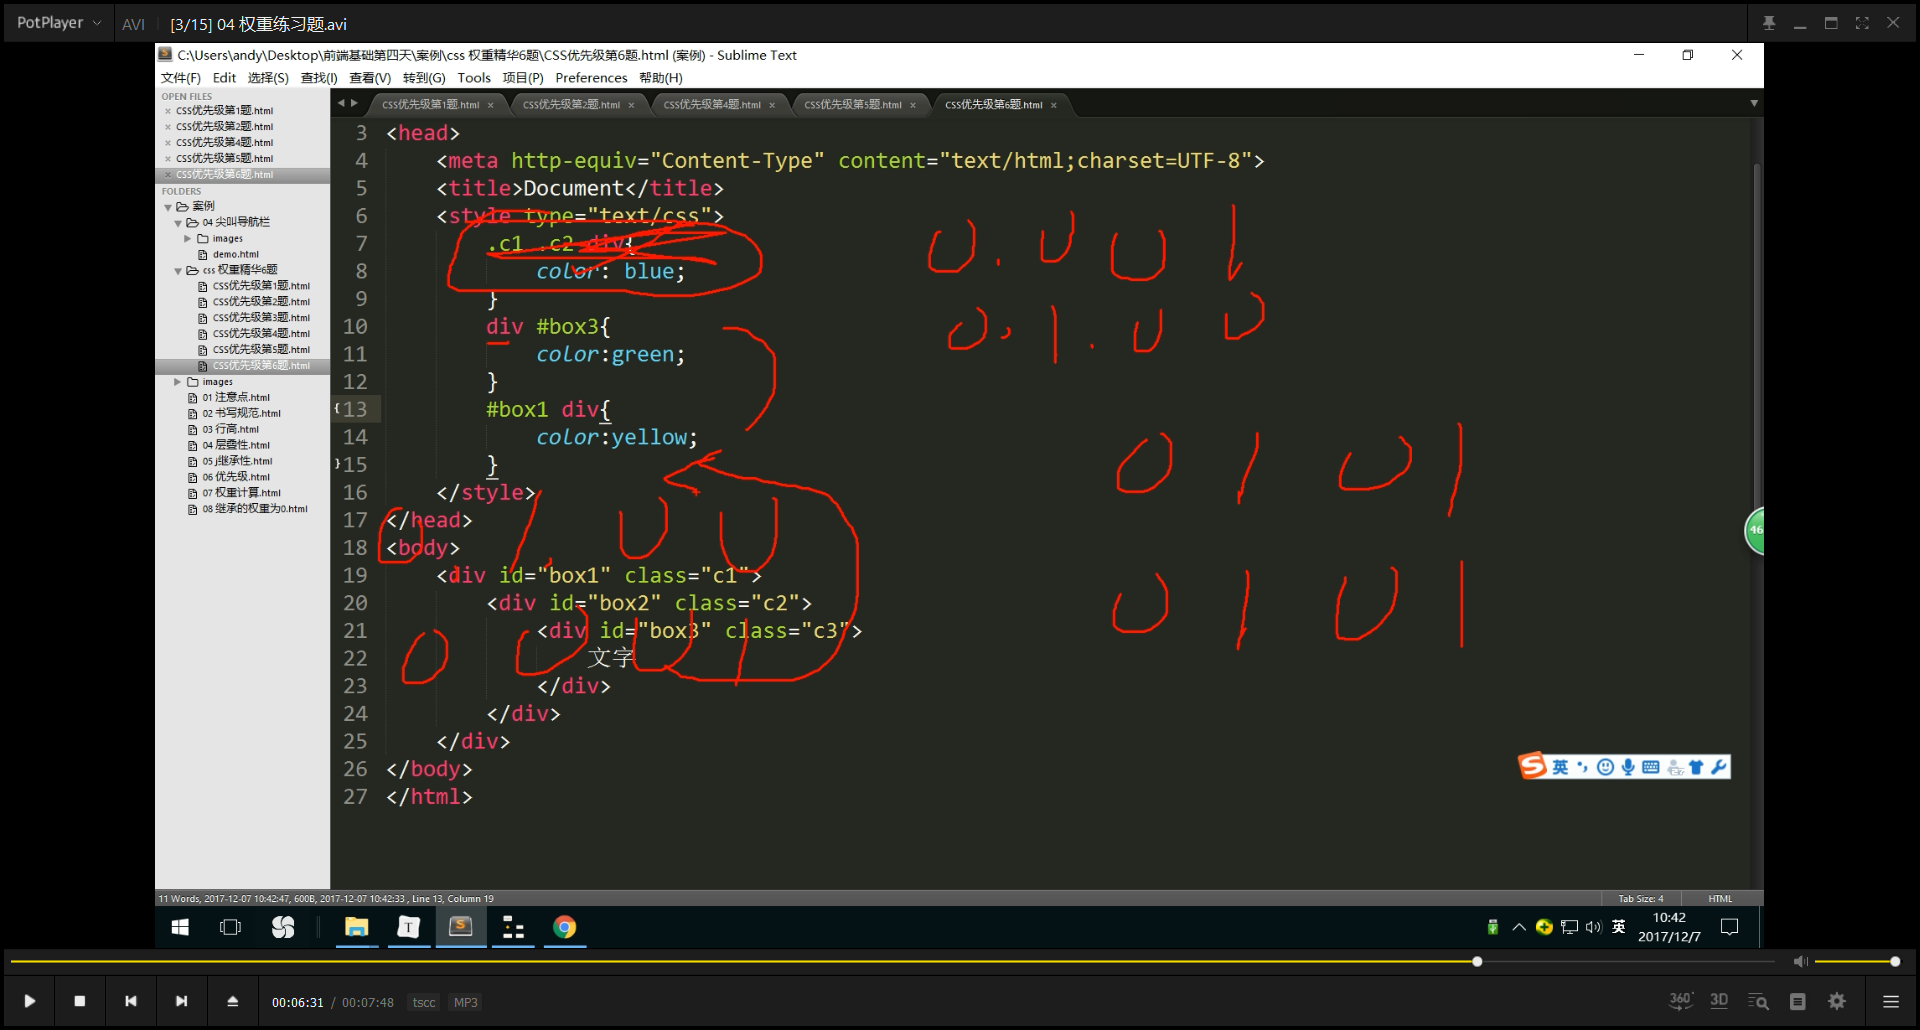 PotPlayer AVI [3/15] 04 权重练习题.avi
C:\Users\andy\Desktop\前端基础第四天\案例\css 权重精华6题\CSS优先级第6题.html (案例) - Sublime Text
文件(F) Edit 选择(S) 查找(I) 查看(V) 转到(G) Tools 项目(P) Preferences 帮助(H)
OPEN FILES
CSS优先级第1题.html
CSS优先级第2题.html
CSS优先级第4题.html
CSS优先级第5题.html
CSS优先级第6题.html
FOLDERS
案例
04 尖叫导航栏
images
demo.html
css 权重精华6题
CSS优先级第1题.html
CSS优先级第2题.html
CSS优先级第3题.html
CSS优先级第4题.html
CSS优先级第5题.html
CSS优先级第6题.html
images
01 注意点.html
02 书写规范.html
03 行高.html
04 层叠性.html
05 j继承性.html
06 优先级.html
07 权重计算.html
08 继承的权重为0.html
CSS优先级第1题.html CSS优先级第2题.html CSS优先级第4题.html CSS优先级第5题.html CSS优先级第6题.html
3 <head>
4 <meta http-equiv="Content-Type" content="text/html;charset=UTF-8">
5 <title>Document</title>
6 <style type="text/css">
7 .c1 .c2 div{
8 color: blue;
9 }
10 div #box3{
11 color:green;
12 }
13 #box1 div{
14 color:yellow;
15 }
16 </style>
17 </head>
18 <body>
19 <div id="box1" class="c1">
20 <div id="box2" class="c2">
21 <div id="box3" class="c3">
22 文字
23 </div>
24 </div>
25 </div>
26 </body>
27 </html>
0.0 0 1
0,1.0 0
0 1 0 1
0 1 0 1
0 1 0 0
0 0 0 1
46
英
11 Words, 2017-12-07 10:42:47, 600B, 2017-12-07 10:42:33, Line 13, Column 19 Tab Size: 4 HTML
英 10:42
2017/12/7
00:06:31 / 00:07:48 tscc MP3 360° 3D